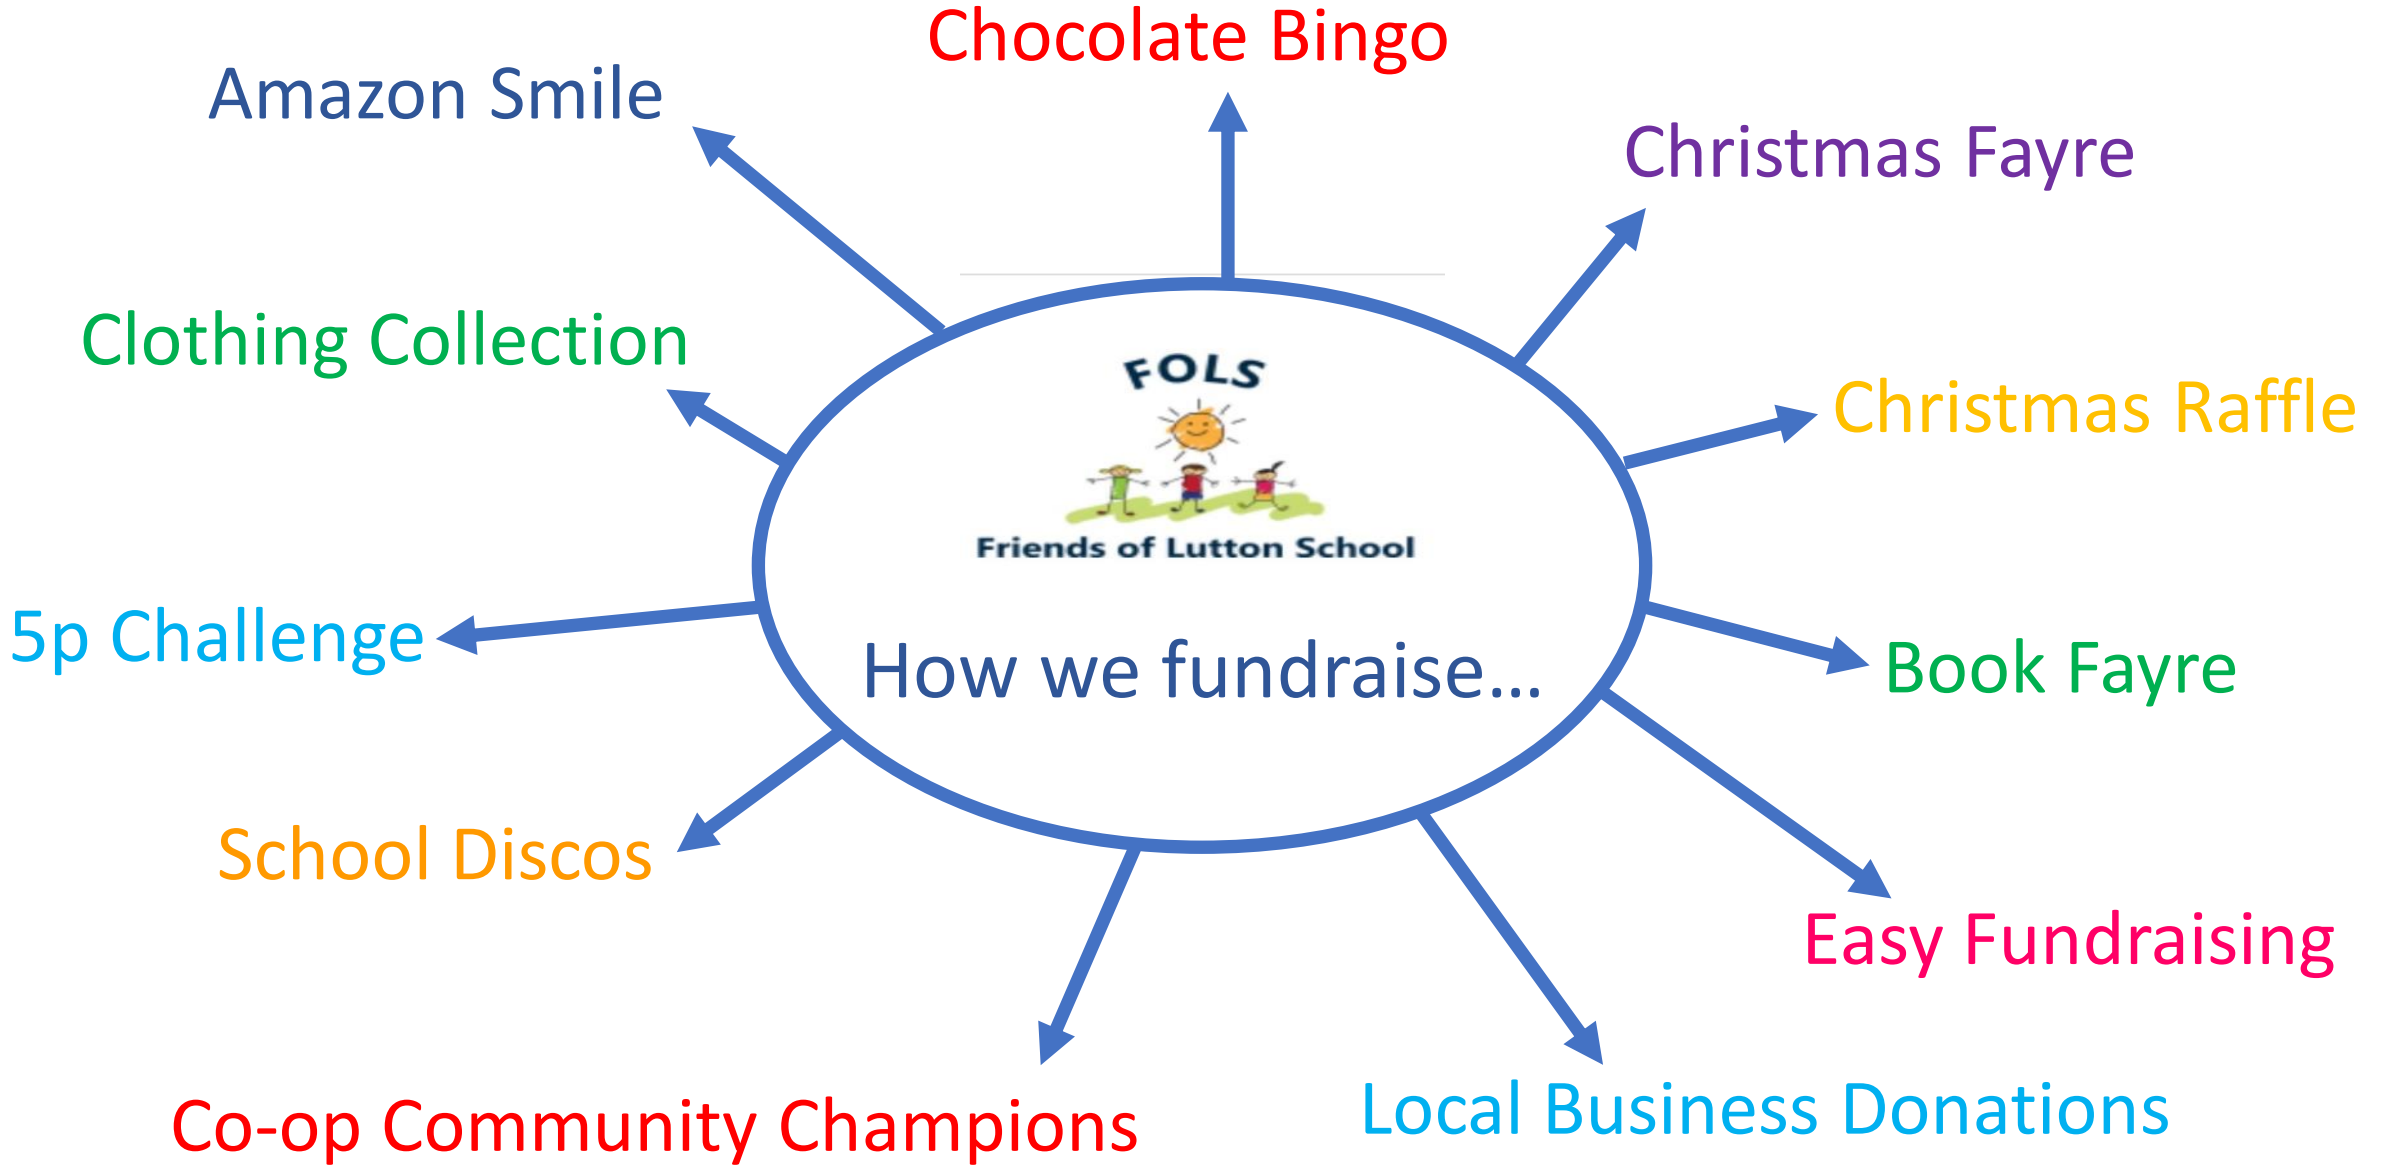 Chocolate Bingo
Amazon Smile
Christmas Fayre
Clothing Collection
FOLS
Christmas Raffle
Friends of Lutton School
5p Challenge
How we fundraise...
Book Fayre
School Discos
Easy Fundraising
Local Business Donations
Co-op Community Champions